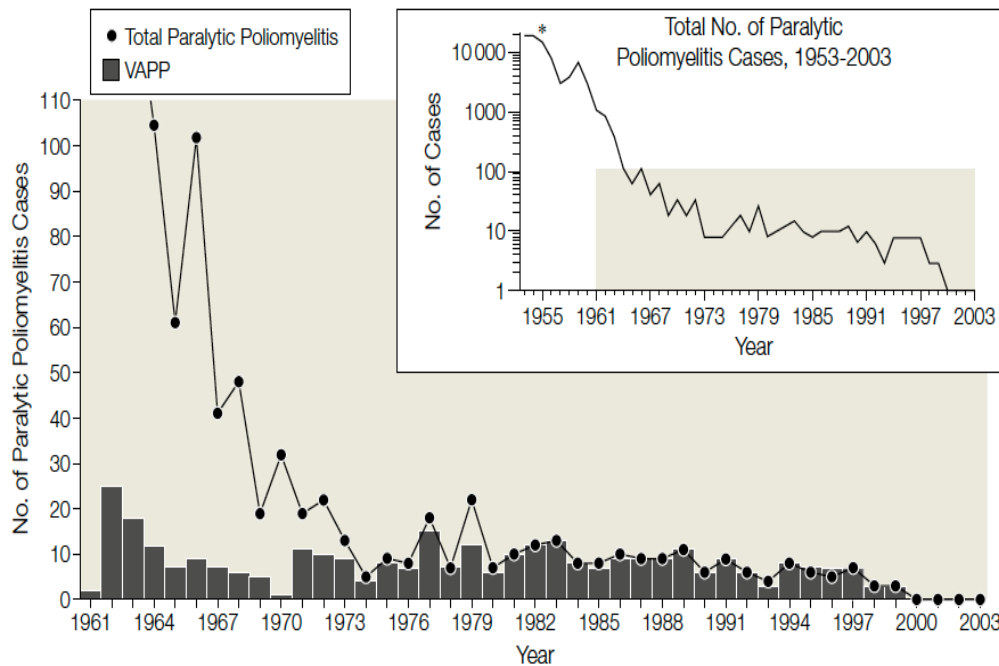 Total Paralytic Poliomyelitis
VAPP
No. of Paralytic Poliomyelitis Cases
110
100
90
80
70
60
50
40
30
20
10
0
1961 1964 1967 1970 1973 1976 1979 1982 1985 1988 1991 1994 1997 2000 2003
Year
Total No. of Paralytic
Poliomyelitis Cases, 1953-2003
*
No. of Cases
10 000
1000
100
10
1
1955 1961 1967 1973 1979 1985 1991 1997 2003
Year